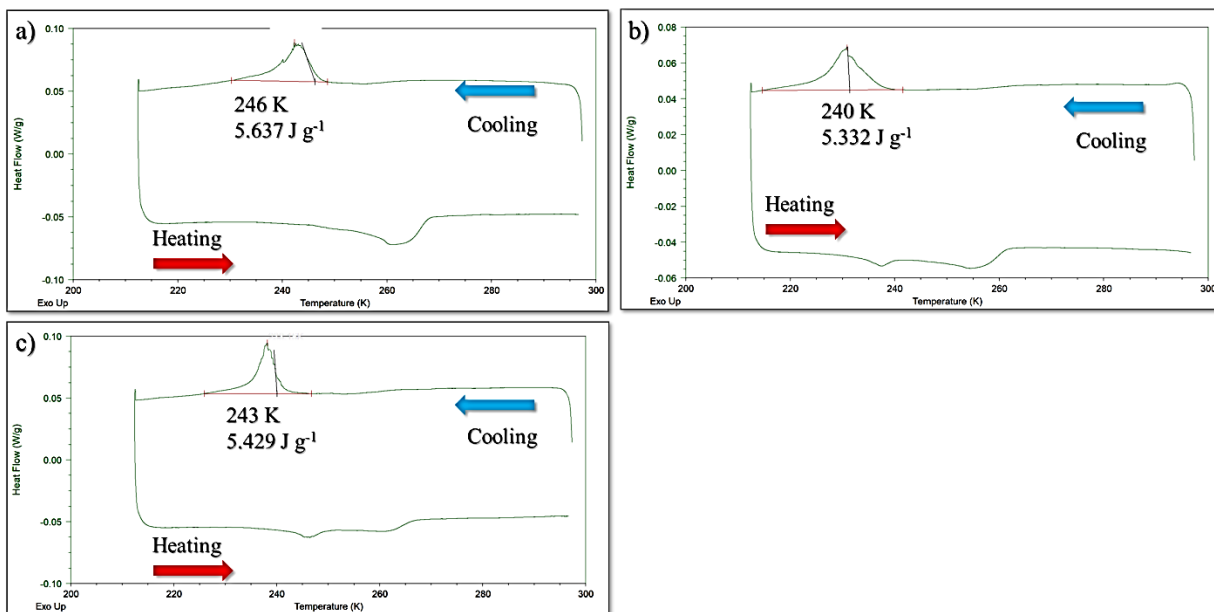 a)
Heat Flow (W/g)
0.10
0.05
0.00
-0.05
-0.10
246 K
5.637 J g-1
Cooling
Heating
200
220
240
260
280
300
Exo Up
Temperature (K)
b)
Heat Flow (W/g)
0.08
0.06
0.04
0.02
0.00
-0.02
-0.04
-0.06
240 K
5.332 J g-1
Cooling
Heating
200
220
240
260
280
300
Exo Up
Temperature (K)
c)
Heat Flow (W/g)
0.10
0.05
0.00
-0.05
-0.10
243 K
5.429 J g-1
Cooling
Heating
200
220
240
260
280
300
Exo Up
Temperature (K)